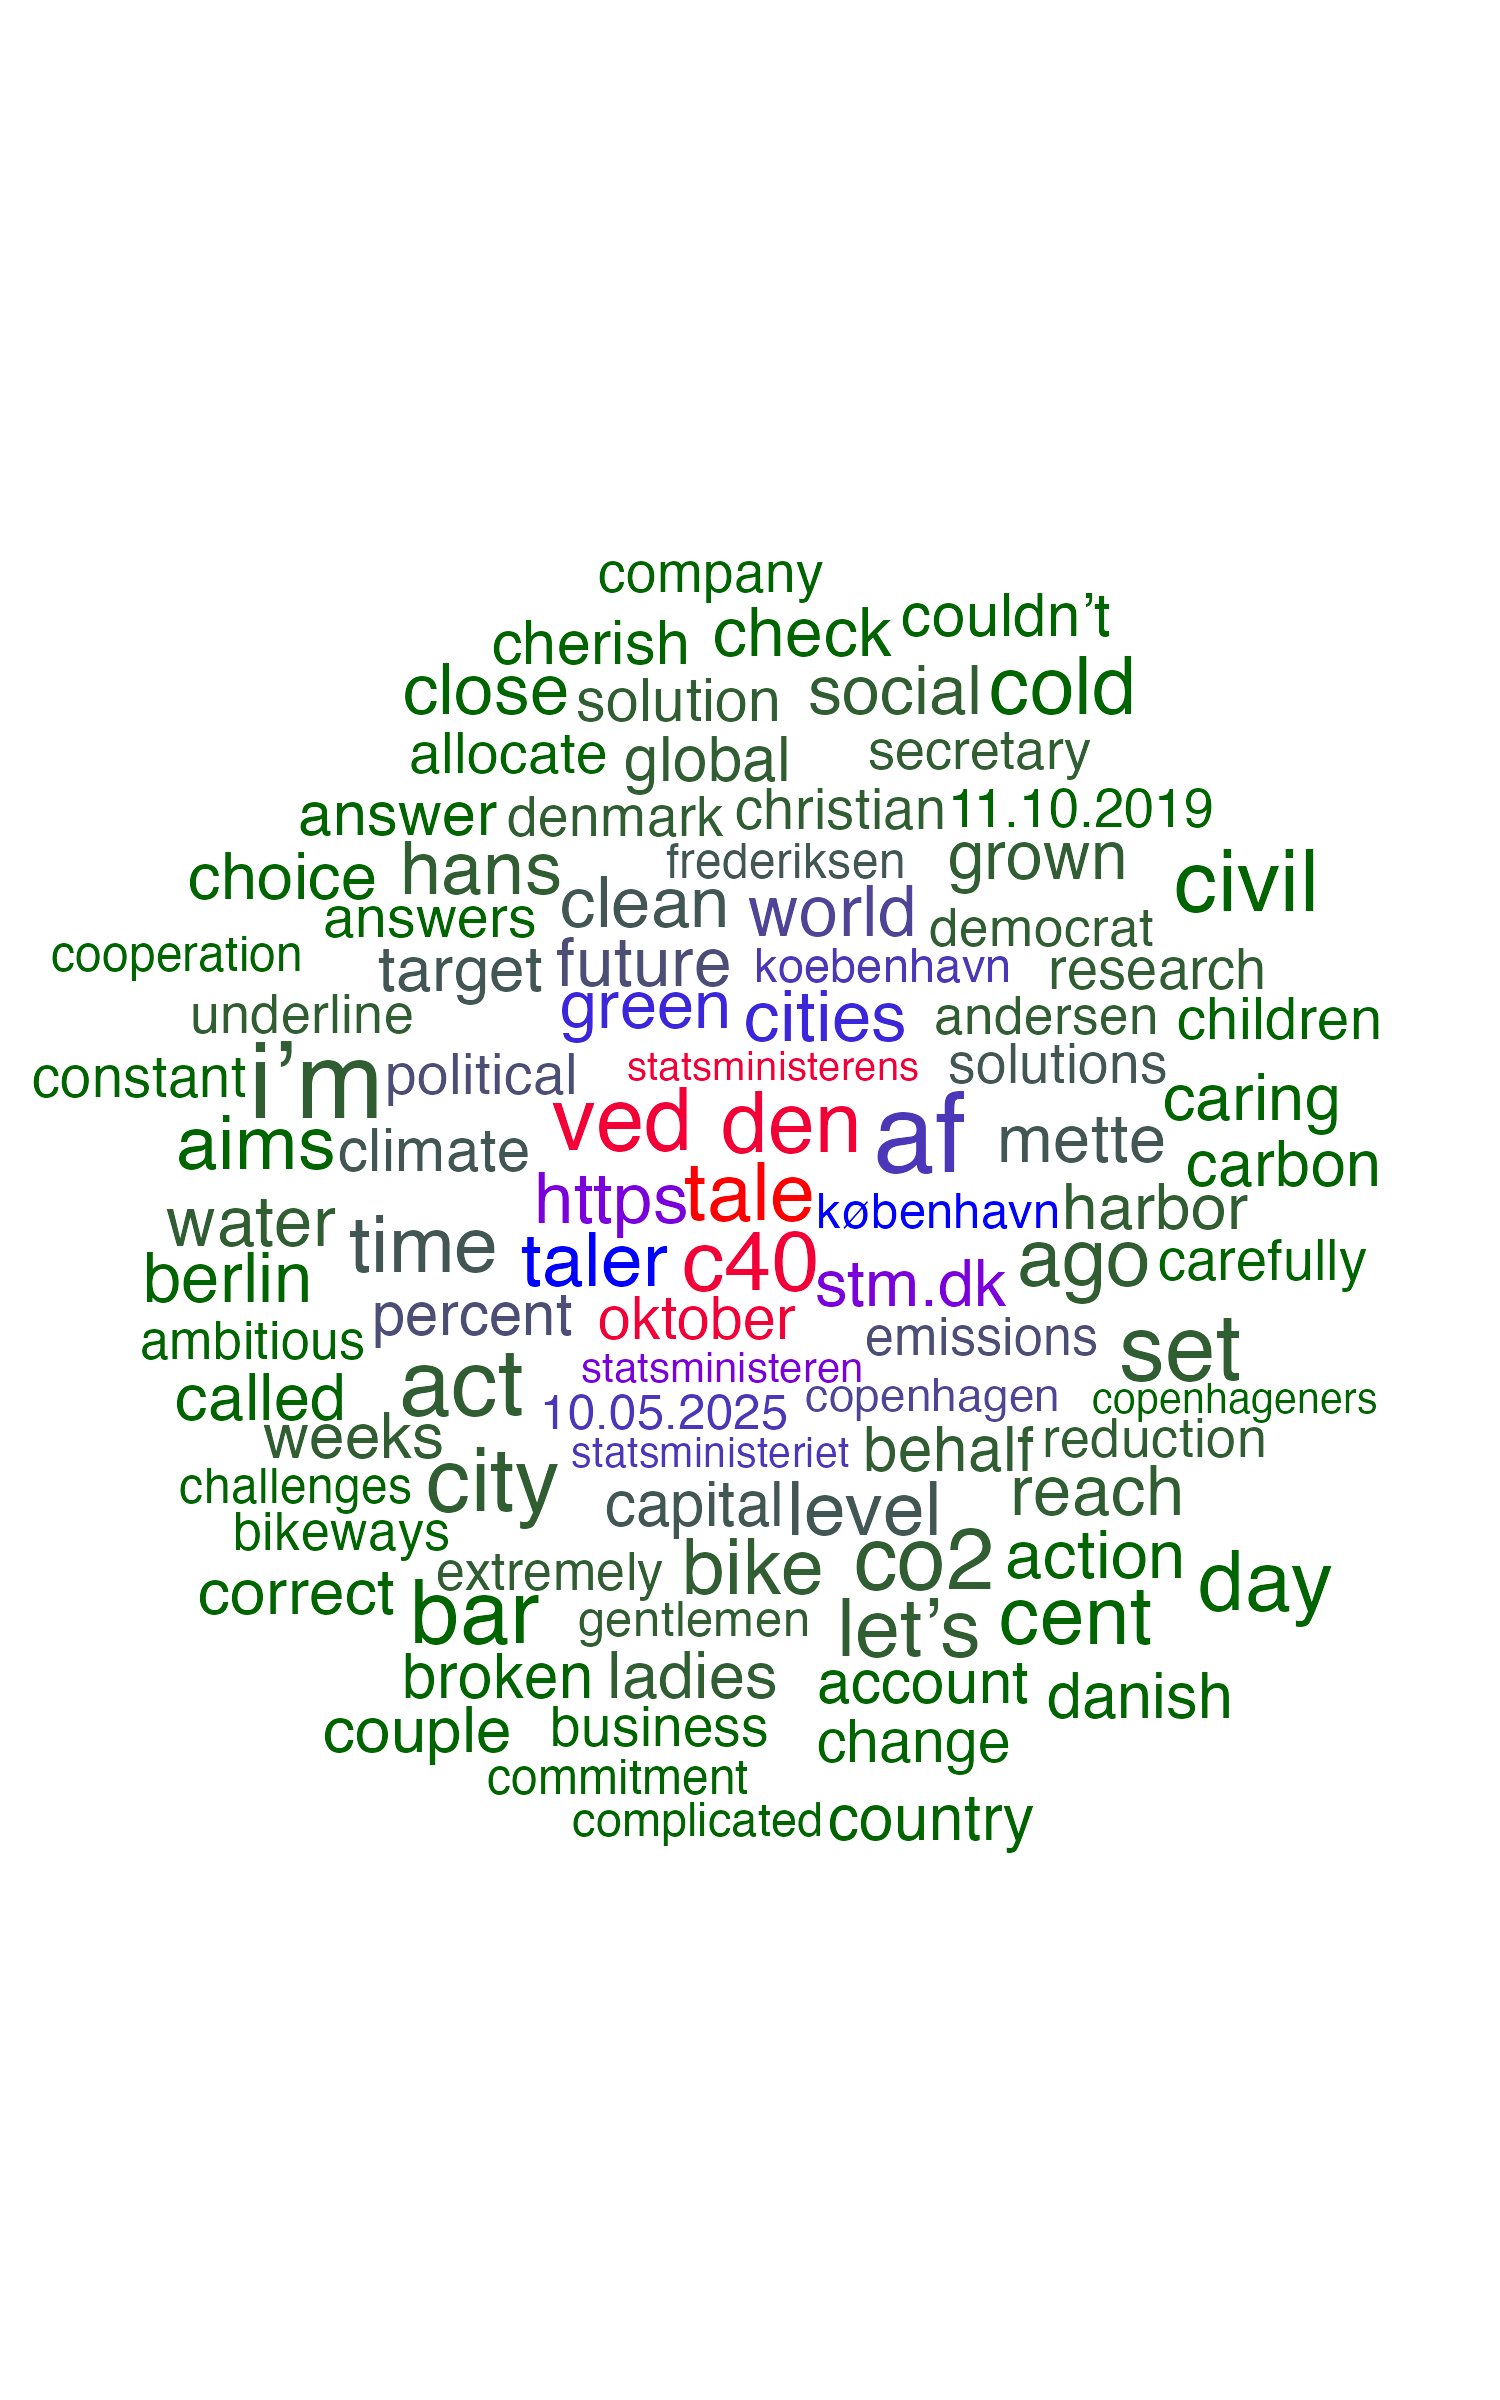 company
cherish check couldn’t
close solution social cold
allocate global secretary
answer denmark christian 11.10.2019
choice hans frederiksen grown civil
answers clean world democrat
cooperation target future koebenhavn research
underline green cities andersen children
constant i’m political statsministerens solutions caring
aims climate ved den af mette carbon
water https tale københavn harbor
berlin time taler c40 stm.dk ago carefully
ambitious percent oktober emissions set
called act statsministeren copenhagen copenhageners
weeks 10.05.2025 statsministeriet behalf reduction
challenges city capital level reach
bikeways extremely bike co2 action day
correct bar gentlemen let’s cent
broken ladies account danish
couple business change
commitment
complicated country